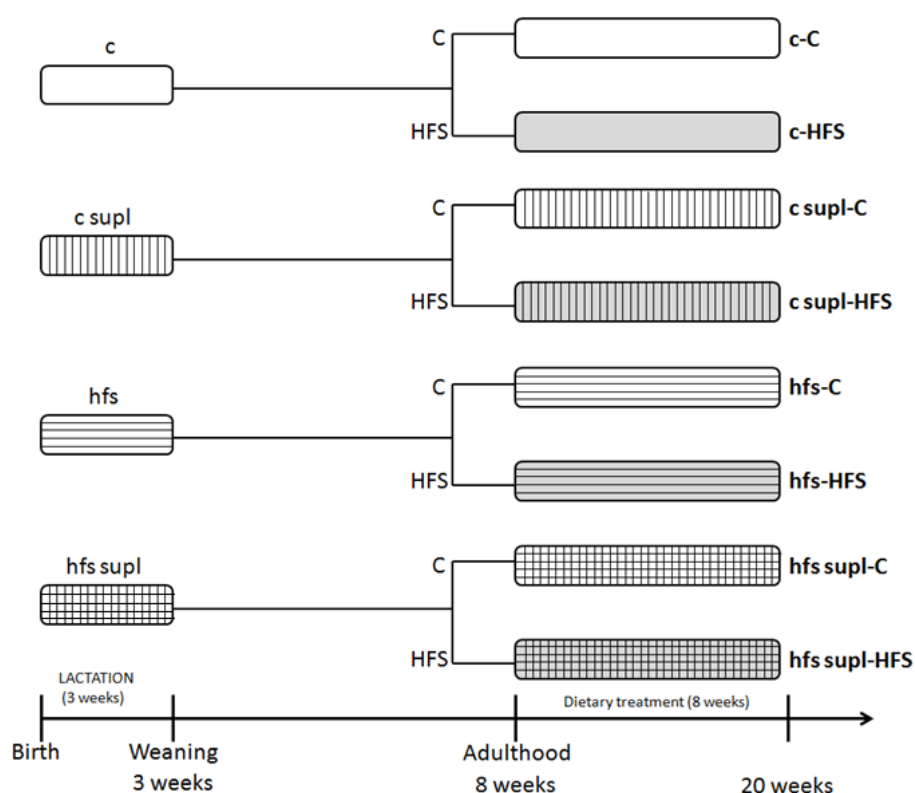 c
C
c-C
HFS
c-HFS
c supl
C
c supl-C
HFS
c supl-HFS
hfs
C
hfs-C
HFS
hfs-HFS
hfs supl
C
hfs supl-C
HFS
hfs supl-HFS
LACTATION
(3 weeks)
Dietary treatment (8 weeks)
Birth
Weaning
3 weeks
Adulthood
8 weeks
20 weeks